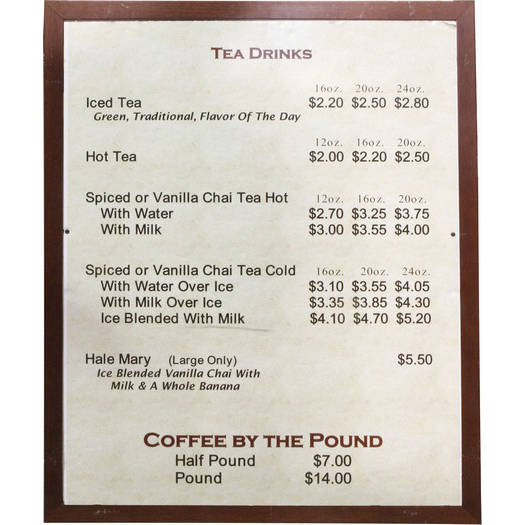 TEA DRINKS
16oz. 20oz. 24oz.
Iced Tea $2.20 $2.50 $2.80
Green, Traditional, Flavor Of The Day
12oz. 16oz. 20oz.
Hot Tea $2.00 $2.20 $2.50
Spiced or Vanilla Chai Tea Hot 12oz. 16oz. 20oz.
With Water $2.70 $3.25 $3.75
With Milk $3.00 $3.55 $4.00
Spiced or Vanilla Chai Tea Cold 16oz. 20oz. 24oz.
With Water Over Ice $3.10 $3.55 $4.05
With Milk Over Ice $3.35 $3.85 $4.30
Ice Blended With Milk $4.10 $4.70 $5.20
Hale Mary (Large Only) $5.50
Ice Blended Vanilla Chai With
Milk & A Whole Banana
COFFEE BY THE POUND
Half Pound $7.00
Pound $14.00